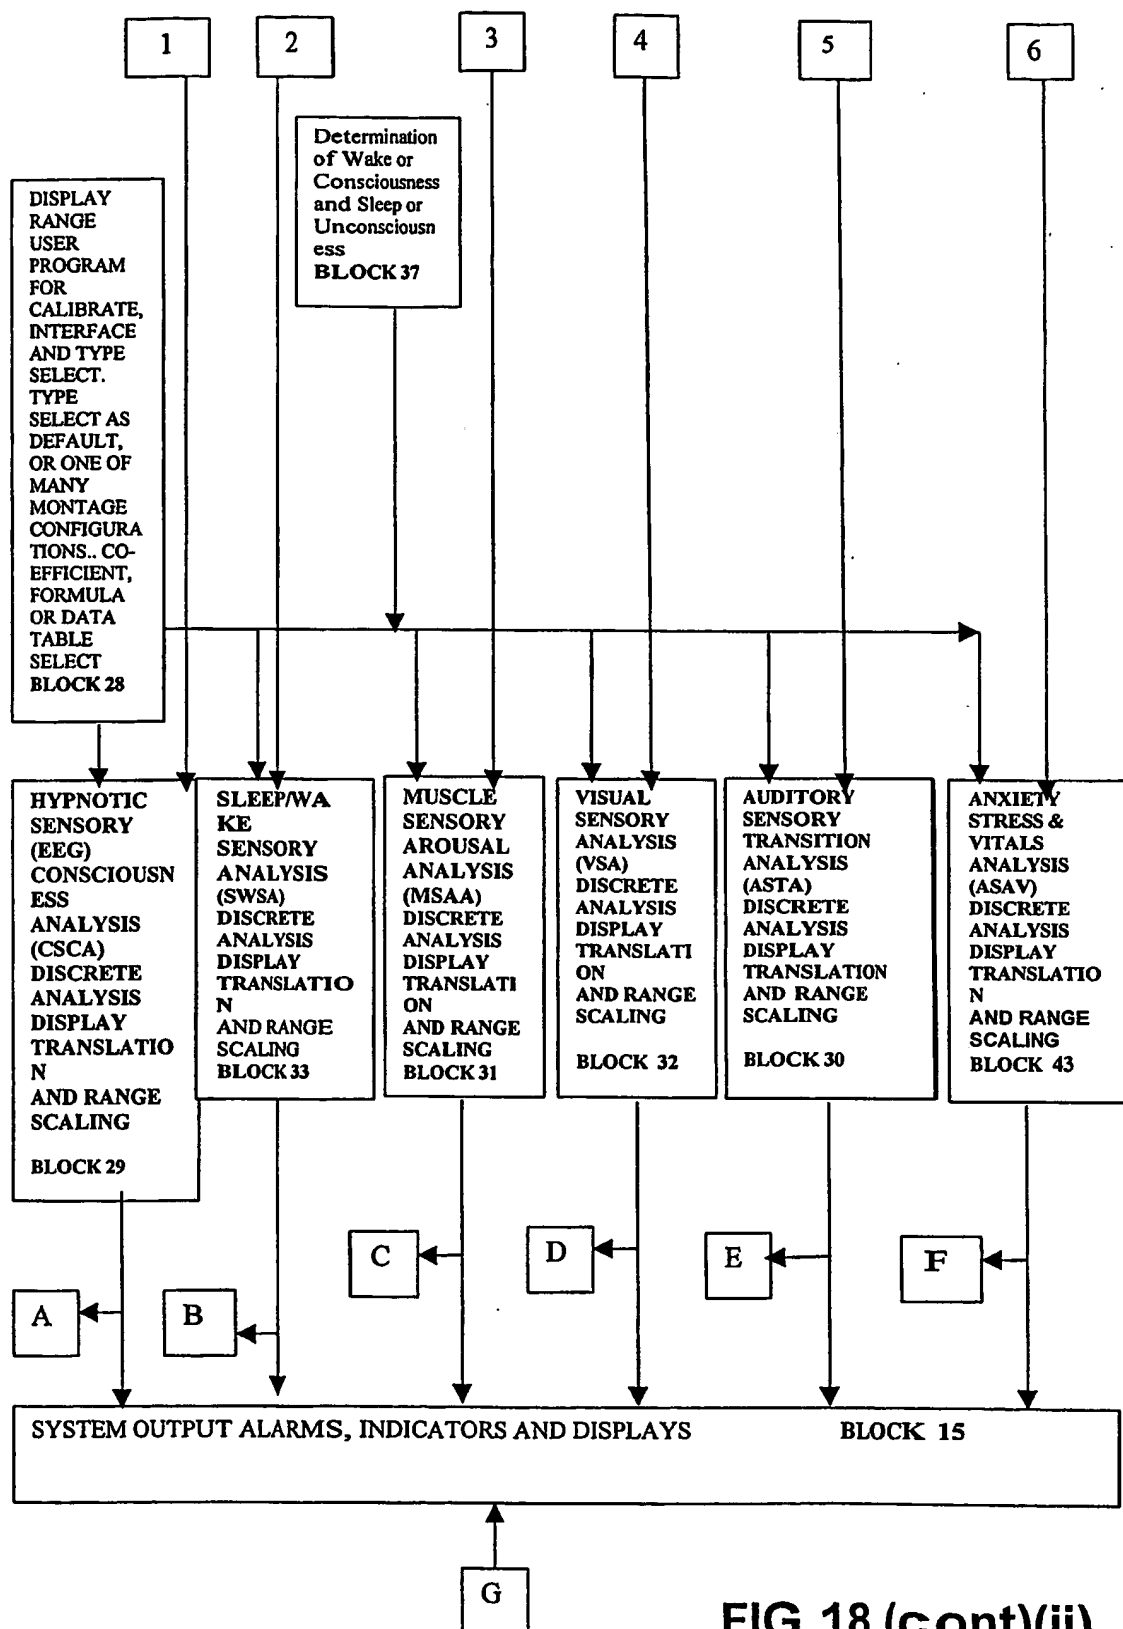 1
2
3
4
5
6
Determination
of Wake or
Consciousness
and Sleep or
Unconsciousn
ess
BLOCK 37
DISPLAY
RANGE
USER
PROGRAM
FOR
CALIBRATE,
INTERFACE
AND TYPE
SELECT.
TYPE
SELECT AS
DEFAULT,
OR ONE OF
MANY
MONTAGE
CONFIGURA
TIONS.. CO-
EFFICIENT,
FORMULA
OR DATA
TABLE
SELECT
BLOCK 28
HYPNOTIC
SENSORY
(EEG)
CONSCIOUSN
ESS
ANALYSIS
(CSCA)
DISCRETE
ANALYSIS
DISPLAY
TRANSLATIO
N
AND RANGE
SCALING
BLOCK 29
SLEEP/WA
KE
SENSORY
ANALYSIS
(SWSA)
DISCRETE
ANALYSIS
DISPLAY
TRANSLATIO
N
AND RANGE
SCALING
BLOCK 33
MUSCLE
SENSORY
AROUSAL
ANALYSIS
(MSAA)
DISCRETE
ANALYSIS
DISPLAY
TRANSLATI
ON
AND RANGE
SCALING
BLOCK 31
VISUAL
SENSORY
ANALYSIS
(VSA)
DISCRETE
ANALYSIS
DISPLAY
TRANSLATI
ON
AND RANGE
SCALING
BLOCK 32
AUDITORY
SENSORY
TRANSITION
ANALYSIS
(ASTA)
DISCRETE
ANALYSIS
DISPLAY
TRANSLATION
AND RANGE
SCALING
BLOCK 30
ANXIETY
STRESS &
VITALS
ANALYSIS
(ASAV)
DISCRETE
ANALYSIS
DISPLAY
TRANSLATIO
N
AND RANGE
SCALING
BLOCK 43
A
B
C
D
E
F
SYSTEM OUTPUT ALARMS, INDICATORS AND DISPLAYS BLOCK 15
G
FIG 18 (cont)(ii)